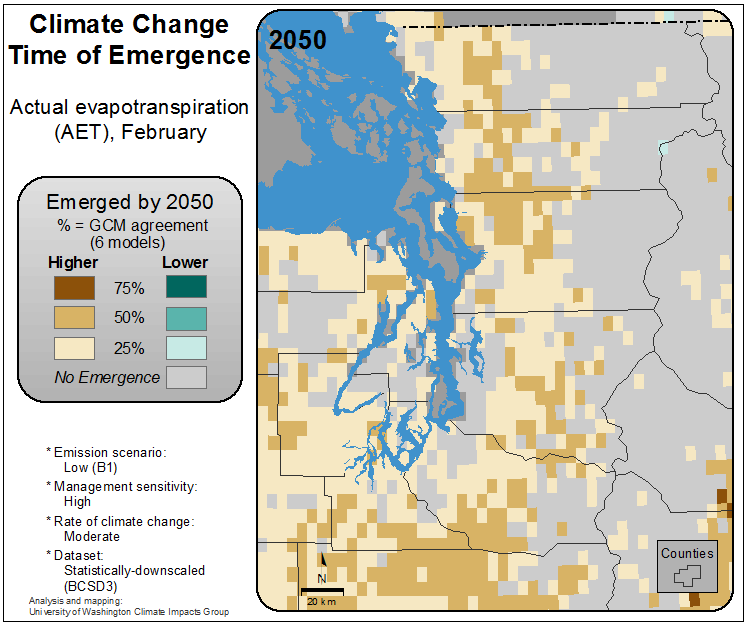 Climate Change
Time of Emergence
Actual evapotranspiration
(AET), February
Emerged by 2050
% = GCM agreement
(6 models)
Higher Lower
75%
50%
25%
No Emergence
* Emission scenario:
Low (B1)
* Management sensitivity:
High
* Rate of climate change:
Moderate
* Dataset:
Statistically-downscaled
(BCSD3)
Analysis and mapping:
University of Washington Climate Impacts Group
2050
N
20 km
Counties